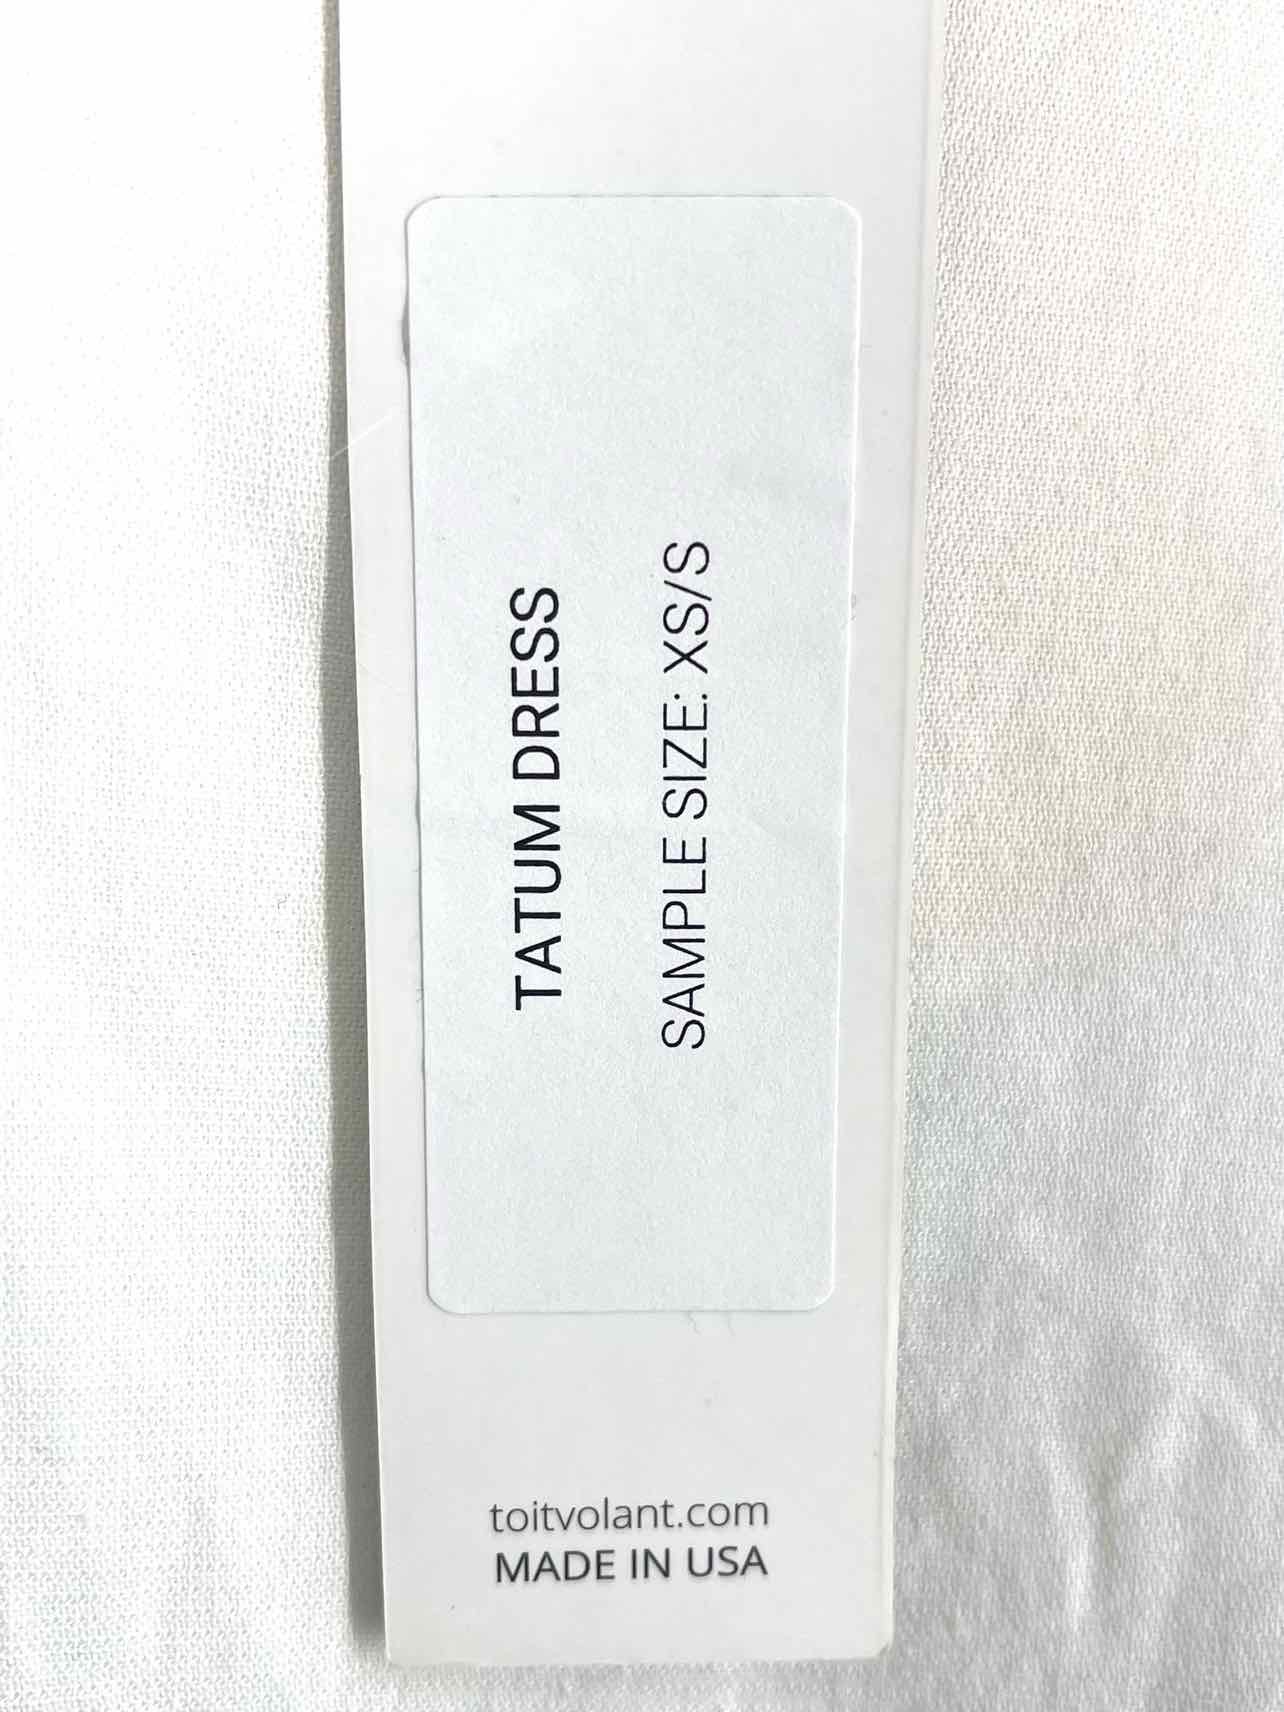 TATUM DRESS
SAMPLE SIZE: XS/S
toitvolant.com
MADE IN USA